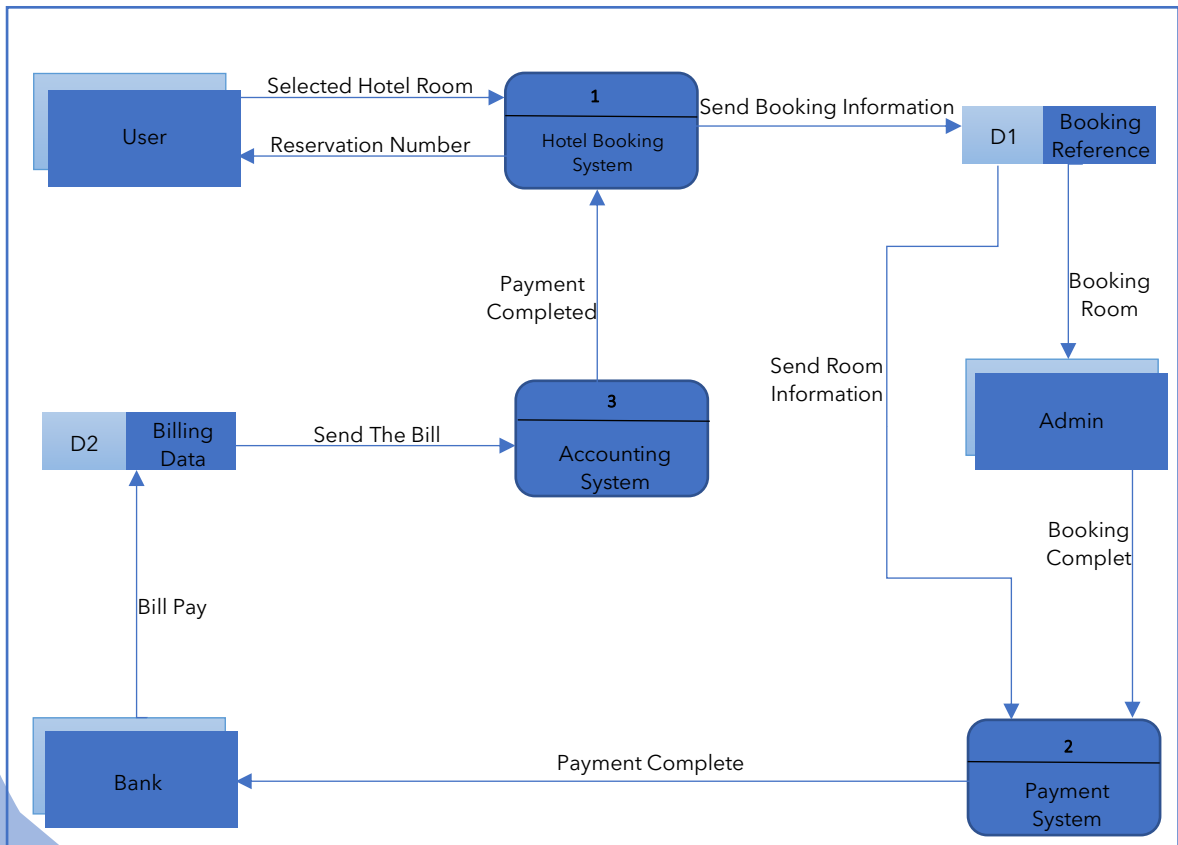 Selected Hotel Room
1
Send Booking Information
User
Reservation Number
Hotel Booking
System
D1
Booking
Reference
Payment
Completed
Booking
Room
Send Room
Information
3
Admin
D2
Billing
Data
Send The Bill
Accounting
System
Booking
Complet
Bill Pay
2
Payment Complete
Bank
Payment
System